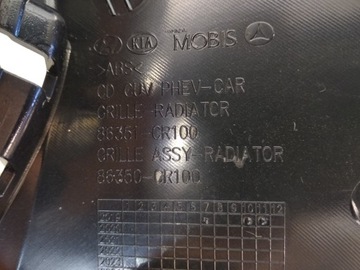 KIA MOBIS
>ABS<
CD CUV PHEV-CAR
GRILLE-RADIATOR
86351-CR100
GRILLE ASSY-RADIATOR
86350-CR100